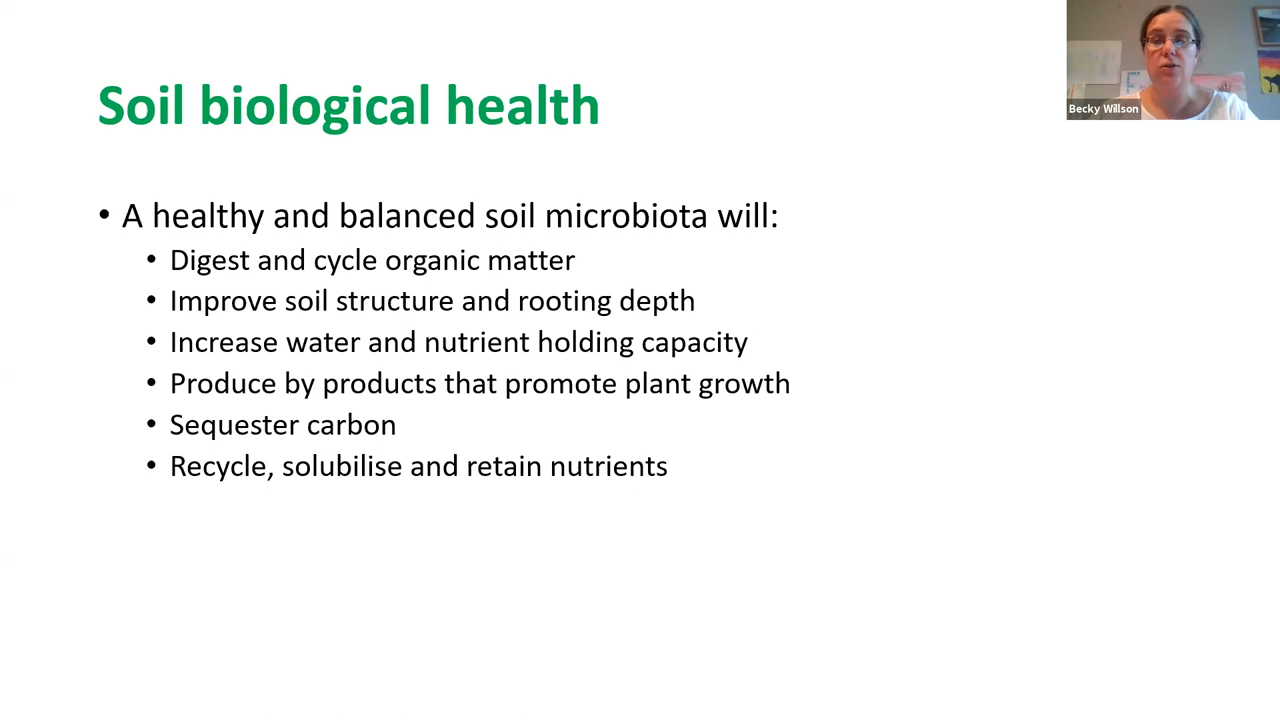 Soil biological health
Becky Willson
• A healthy and balanced soil microbiota will:
• Digest and cycle organic matter
• Improve soil structure and rooting depth
• Increase water and nutrient holding capacity
• Produce by products that promote plant growth
• Sequester carbon
• Recycle, solubilise and retain nutrients